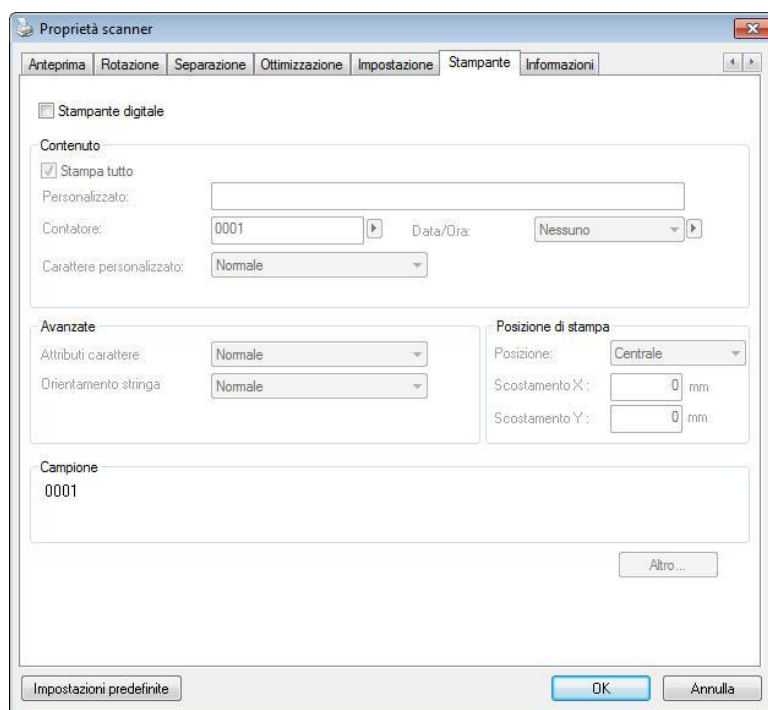 Proprietà scanner
Anteprima Rotazione Separazione Ottimizzazione Impostazione Stampante Informazioni
Stampante digitale
Contenuto
Stampa tutto
Personalizzato:
Contatore: 0001 Data/Ora: Nessuno
Carattere personalizzato: Normale
Avanzate Posizione di stampa
Attributi carattere Normale Posizione: Centrale
Orientamento stringa Normale Scostamento X : 0 mm
Scostamento Y : 0 mm
Campione
0001
Altro...
Impostazioni predefinite OK Annulla